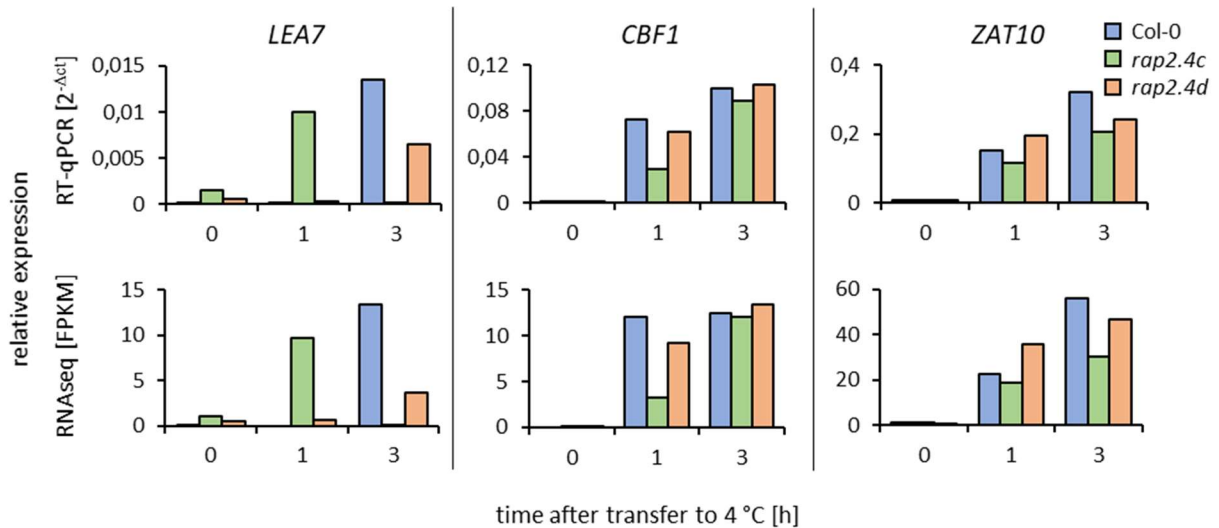 LEA7
CBF1
ZAT10
Col-0
rap2.4c
rap2.4d
relative expression
RT-qPCR [2-Δct]
0,015
0,01
0,005
0
0 1 3
0,12
0,08
0,04
0
0 1 3
0,4
0,2
0
0 1 3
RNAseq [FPKM]
15
10
5
0
0 1 3
15
10
5
0
0 1 3
60
40
20
0
0 1 3
time after transfer to 4 °C [h]